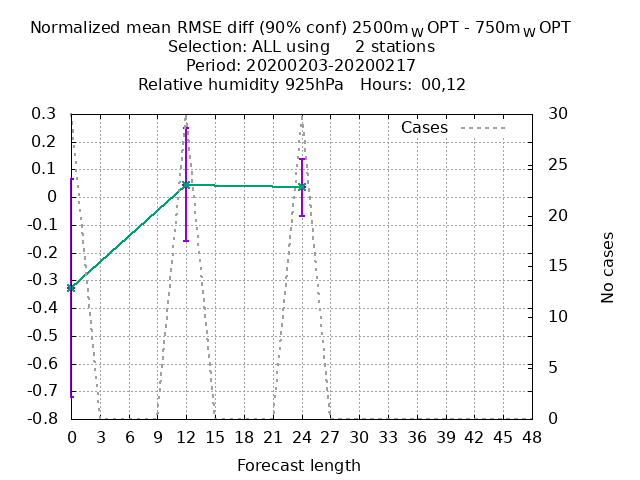 Normalized mean RMSE diff (90% conf) 2500m W OPT - 750m W OPT
Selection: ALL using 2 stations
Period: 20200203-20200217
Relative humidity 925hPa Hours: 00,12
Cases
0.3
0.2
0.1
0
-0.1
-0.2
-0.3
-0.4
-0.5
-0.6
-0.7
-0.8
30
25
20
15
10
5
0
No cases
0 3 6 9 12 15 18 21 24 27 30 33 36 39 42 45 48
Forecast length